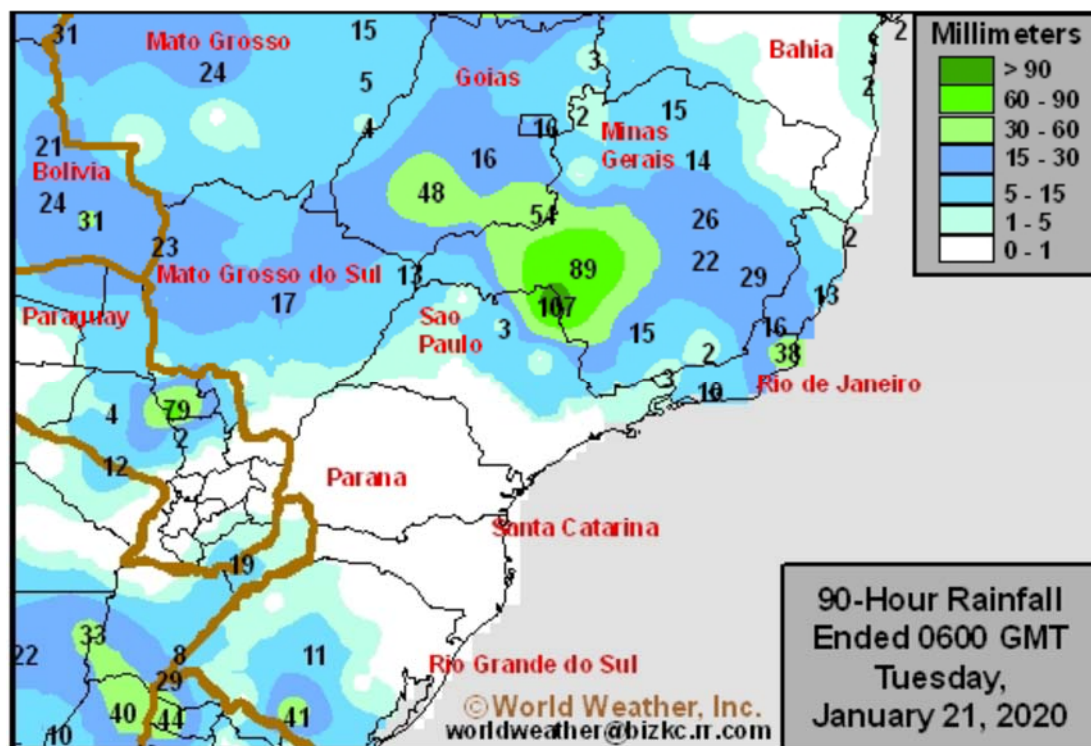 31
Mato Grosso
15
Bahia
2
Millimeters
24
Goias
3
> 90
5
2
60 - 90
4
16
2
Minas
Gerais
15
30 - 60
21
Bolivia
16
14
15 - 30
24
31
48
54
26
5 - 15
23
Mato Grosso do Sul
13
89
22
29
2
1 - 5
0 - 1
17
107
13
Paraguay
Sao
Paulo
3
15
16
2
38
3
10
Rio de Janeiro
4
79
2
12
Parana
Santa Catarina
19
90-Hour Rainfall
Ended 0600 GMT
Tuesday,
January 21, 2020
33
22
8
11
Rio Grande do Sul
29
40
44
41
10
©World Weather, Inc.
worldweather@bizkc.rr.com